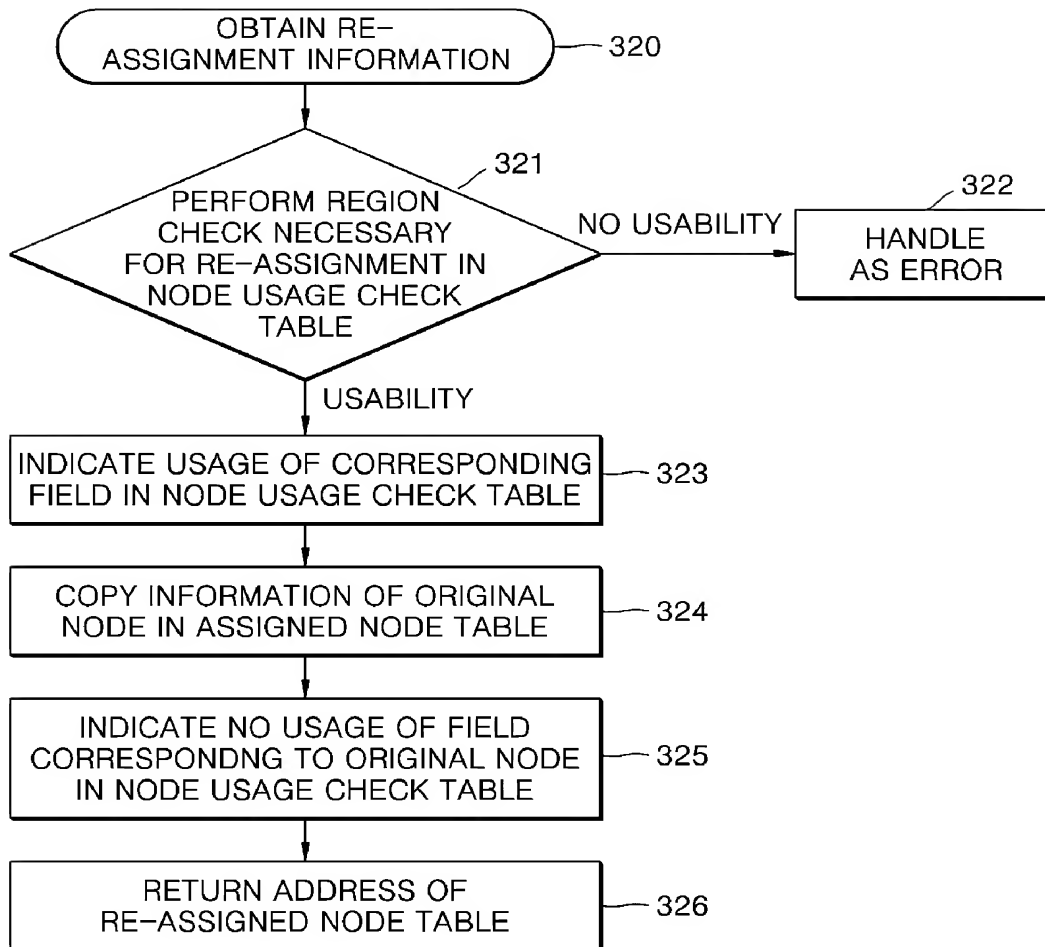 OBTAIN RE-
ASSIGNMENT INFORMATION
320
321
PERFORM REGION
CHECK NECESSARY
FOR RE-ASSIGNMENT IN
NODE USAGE CHECK
TABLE
NO USABILITY
322
HANDLE
AS ERROR
USABILITY
INDICATE USAGE OF CORRESPONDING
FIELD IN NODE USAGE CHECK TABLE
323
COPY INFORMATION OF ORIGINAL
NODE IN ASSIGNED NODE TABLE
324
INDICATE NO USAGE OF FIELD
CORRESPONDNG TO ORIGINAL NODE
IN NODE USAGE CHECK TABLE
325
RETURN ADDRESS OF
RE-ASSIGNED NODE TABLE
326